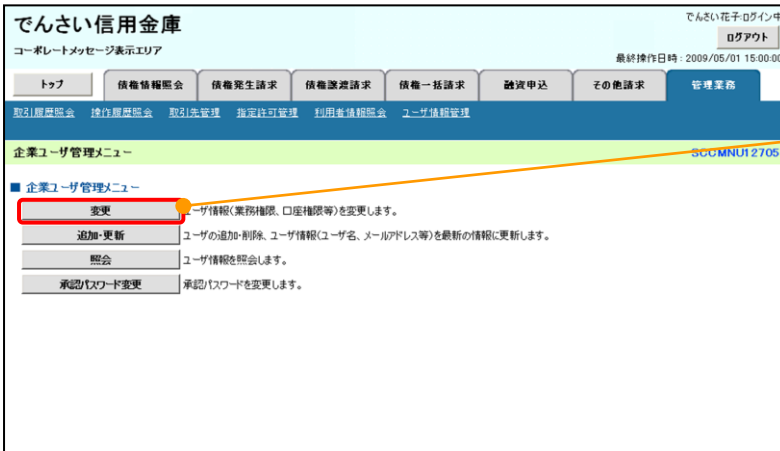 でんさい信用金庫
でんさい花子:ログイン中
ログアウト
コーポレートメッセージ表示エリア
最終操作日時：2009/05/01 15:00:00
トップ 債権情報照会 債権発生請求 債権譲渡請求 債権一括請求 融資申込 その他請求 管理業務
取引履歴照会 操作履歴照会 取引先管理 指定許可管理 利用者情報照会 ユーザ情報管理
企業ユーザ管理メニュー SCCMNU12705
■ 企業ユーザ管理メニュー
変更 ユーザ情報(業務権限、口座権限等)を変更します。
追加・更新 ユーザの追加・削除、ユーザ情報(ユーザ名、メールアドレス等)を最新の情報に更新します。
照会 ユーザ情報を照会します。
承認パスワード変更 承認パスワードを変更します。